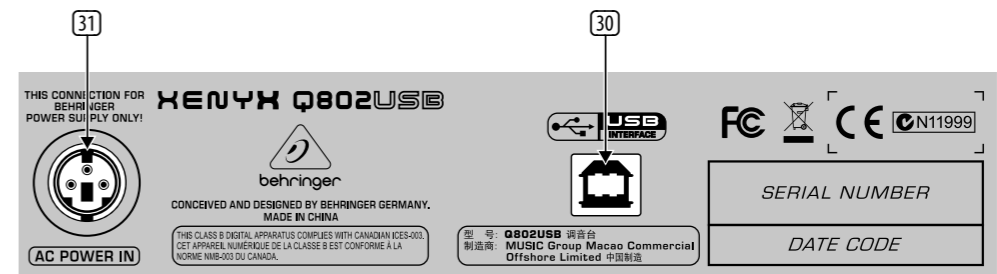 31
30
THIS CONNECTION FOR
BEHRINGER
POWER SUPPLY ONLY!
AC POWER IN
XENYX Q802USB
behringer
CONCEIVED AND DESIGNED BY BEHRINGER GERMANY.
MADE IN CHINA
THIS CLASS B DIGITAL APPARATUS COMPLIES WITH CANADIAN ICES-003.
CET APPAREIL NUMÉRIQUE DE LA CLASSE B EST CONFORME À LA
NORME NMB-003 DU CANADA.
USB
INTERFACE
型 号: Q802USB 调音台
制造商: MUSIC Group Macao Commercial
Offshore Limited 中国制造
FC CE N11999
SERIAL NUMBER
DATE CODE